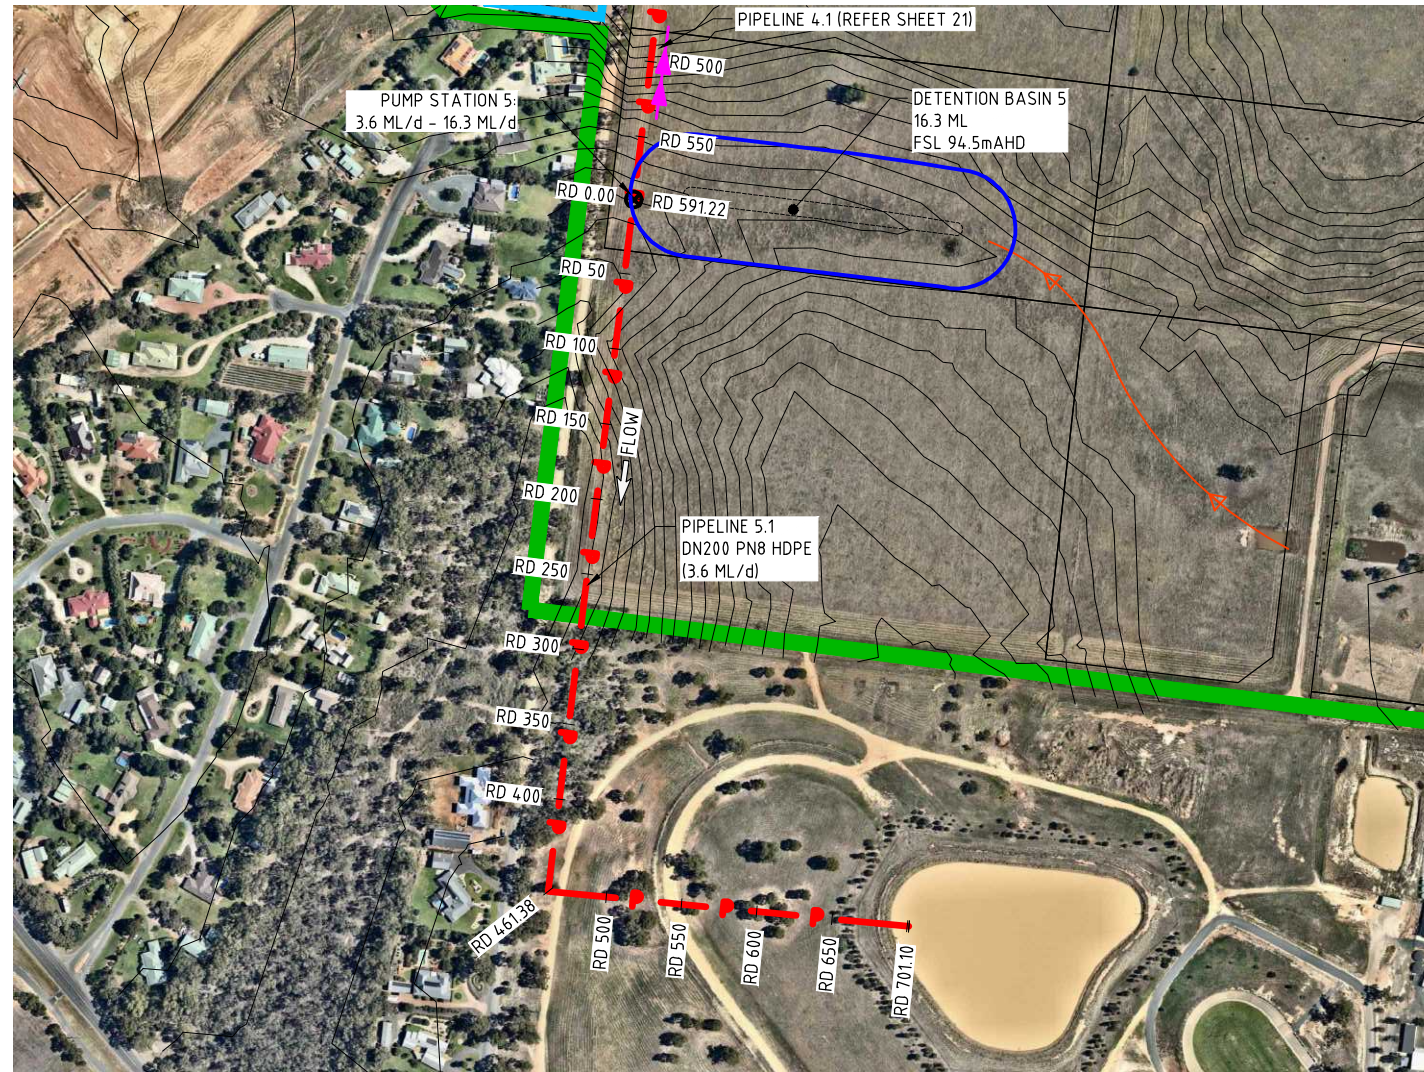 PIPELINE 4.1 (REFER SHEET 21)
RD 500
PUMP STATION 5:
3.6 ML/d - 16.3 ML/d
DETENTION BASIN 5
16.3 ML
FSL 94.5mAHD
RD 550
RD 0.00
RD 591.22
RD 50
RD 100
RD 150
FLOW
RD 200
PIPELINE 5.1
DN200 PN8 HDPE
(3.6 ML/d)
RD 250
RD 300
RD 350
RD 400
RD 461.38
RD 500
RD 550
RD 600
RD 650
RD 701.10
P
P
P
P
P
P
P
P
P
P
P
P